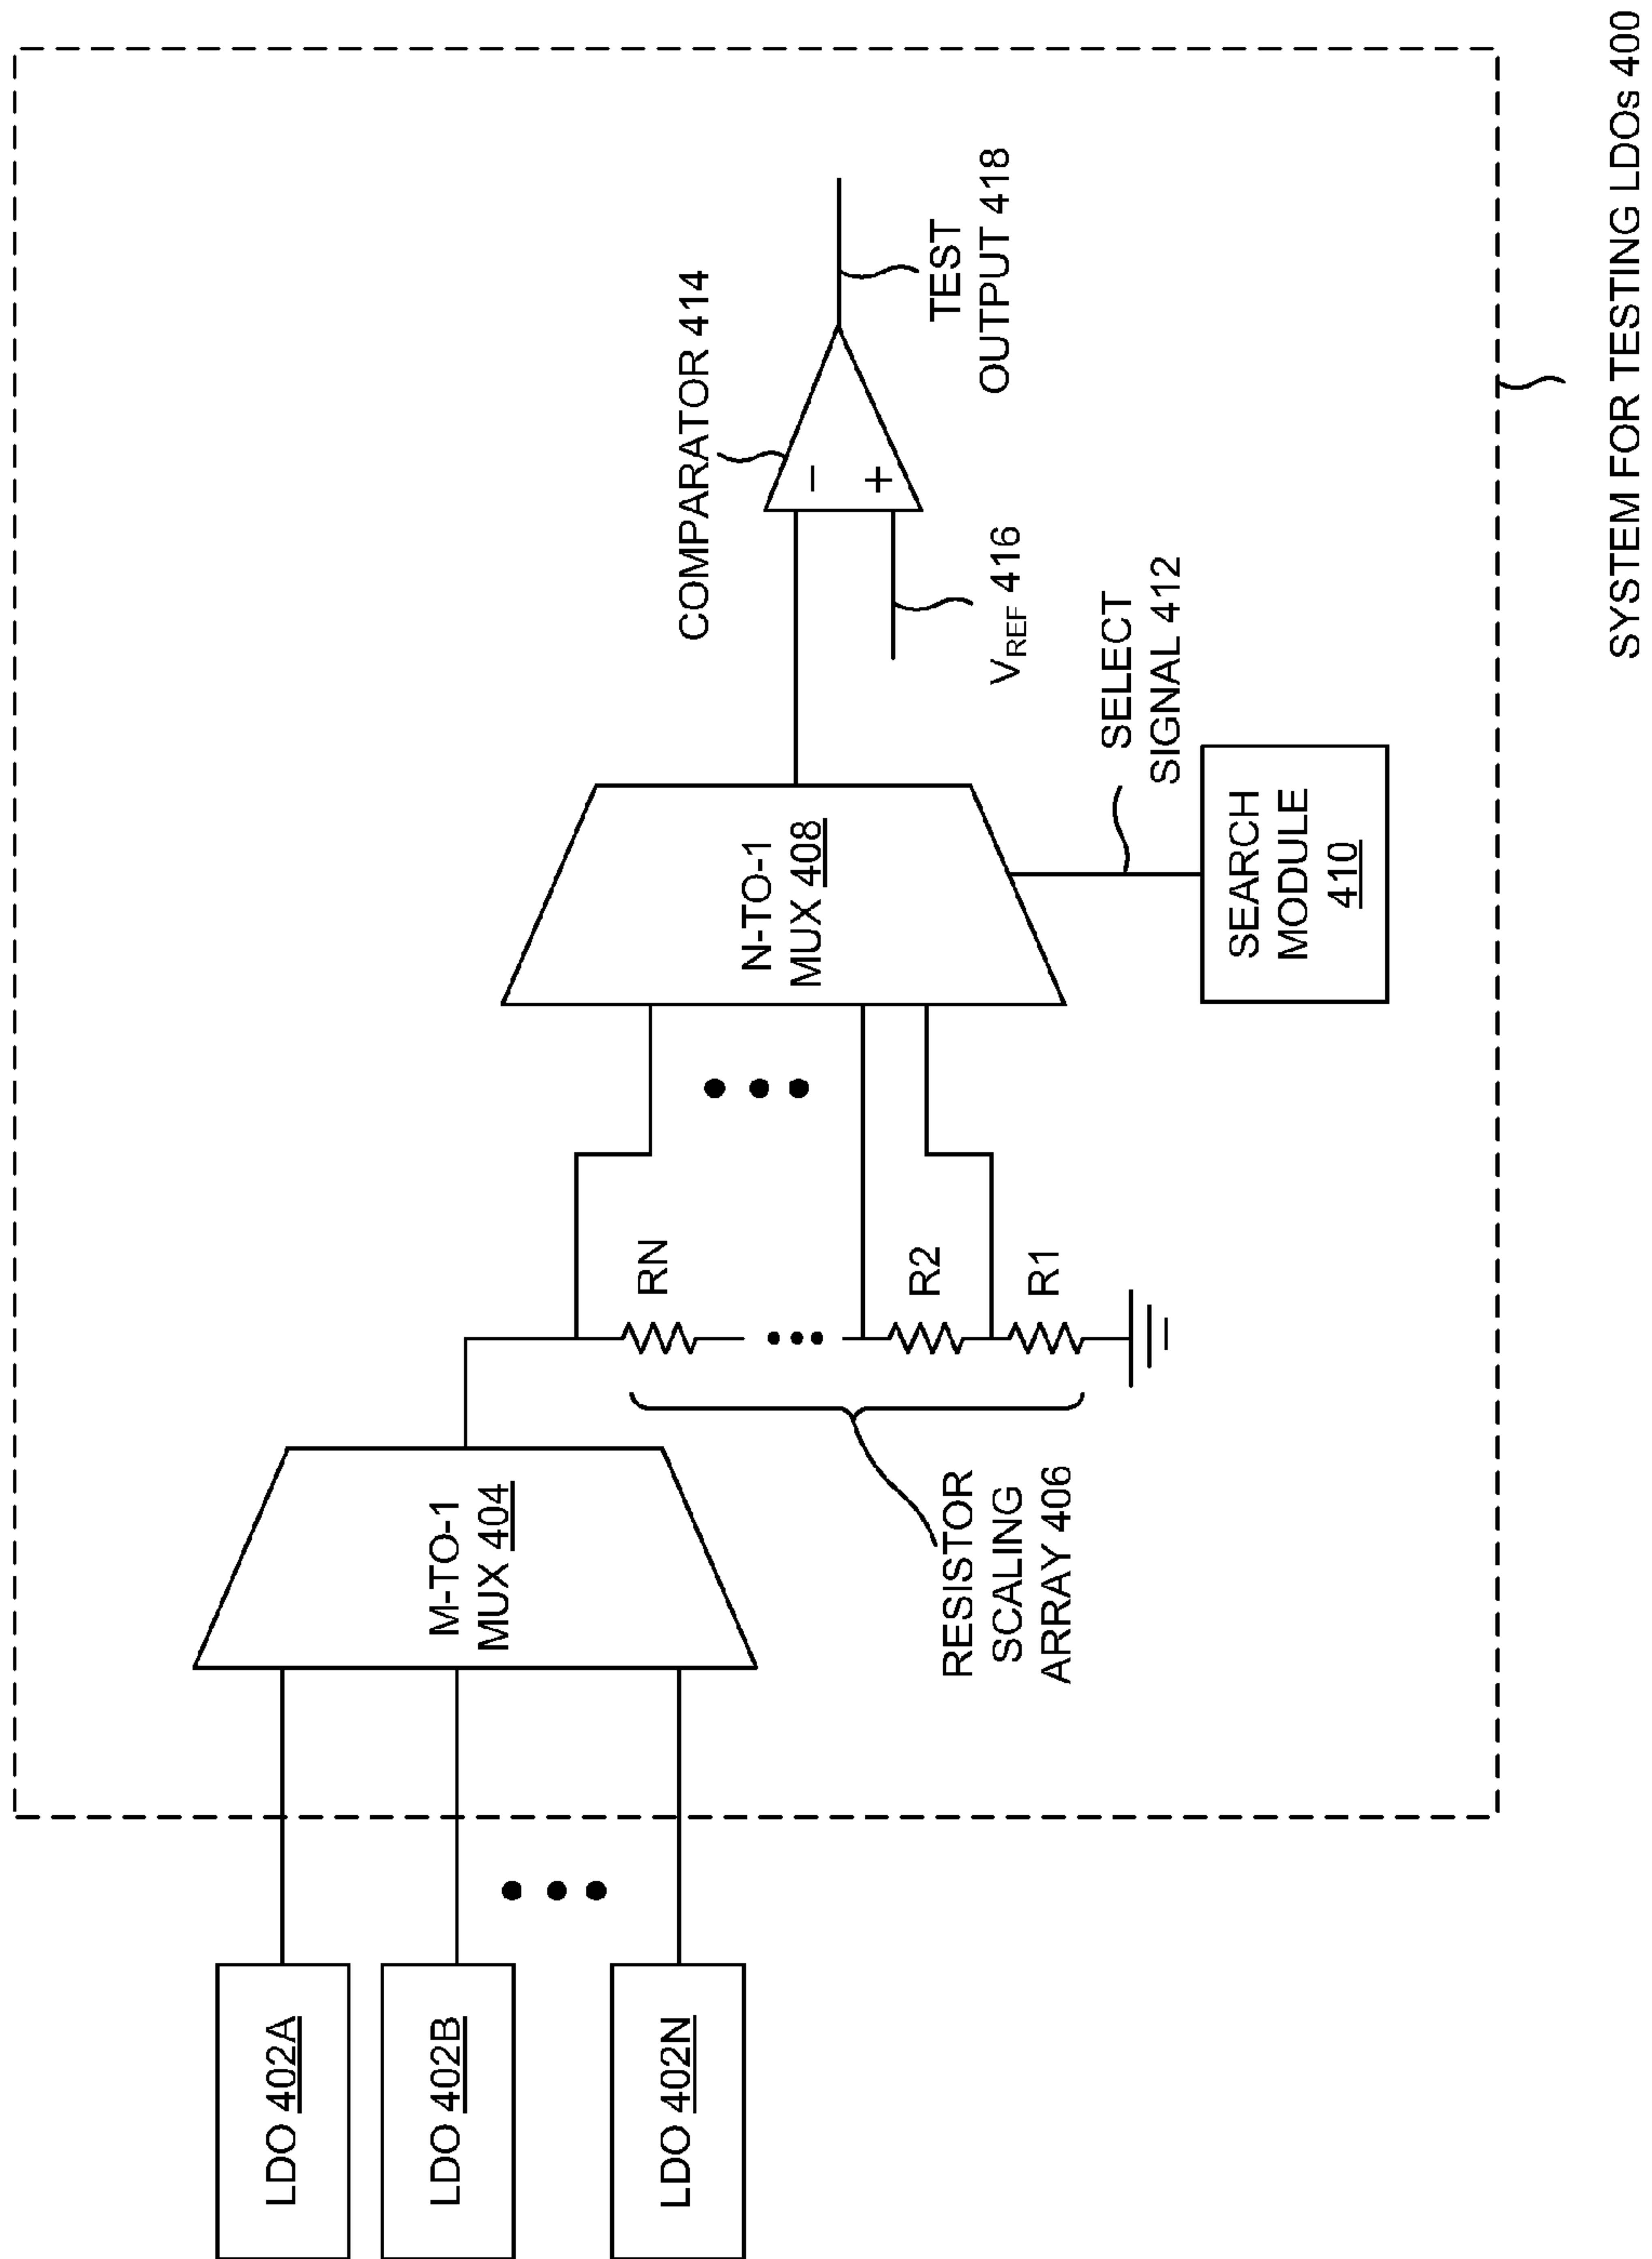 LDO 402A
LDO 402B
LDO 402N
M-TO-1
MUX 404
RESISTOR
SCALING
ARRAY 406
RN
R2
R1
N-TO-1
MUX 408
SEARCH
MODULE
410
SELECT
SIGNAL 412
COMPARATOR 414
−
+
VREF 416
TEST
OUTPUT 418
SYSTEM FOR TESTING LDOs 400